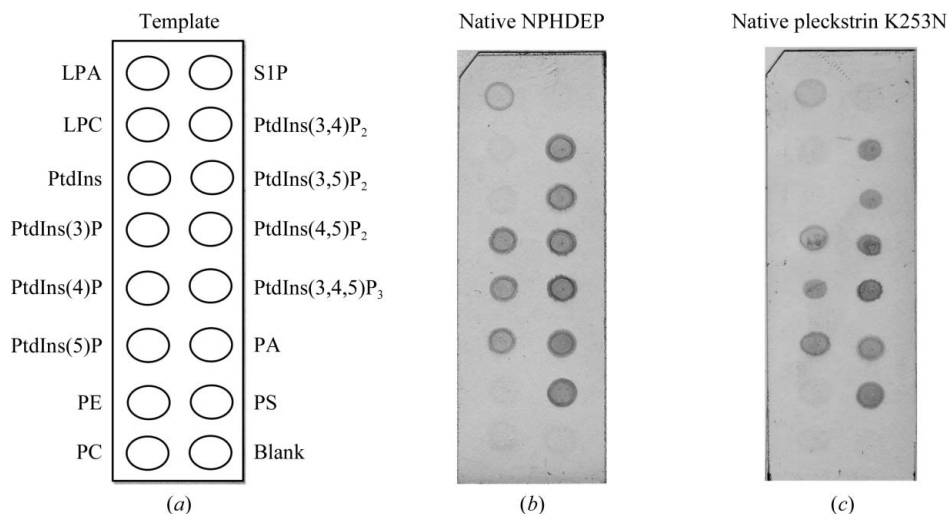 Template
Native NPHDEP
Native pleckstrin K253N
LPA
S1P
LPC
PtdIns(3,4)P₂
PtdIns
PtdIns(3,5)P₂
PtdIns(3)P
PtdIns(4,5)P₂
PtdIns(4)P
PtdIns(3,4,5)P₃
PtdIns(5)P
PA
PE
PS
PC
Blank
(a)
(b)
(c)